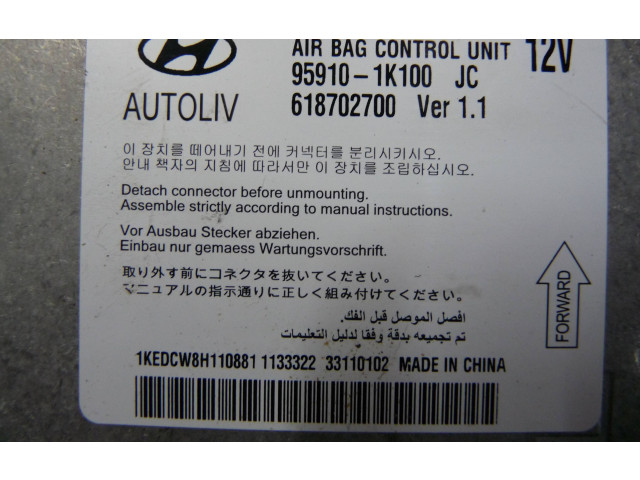 AIR BAG CONTROL UNIT 12V
95910-1K100 JC
AUTOLIV 618702700 Ver 1.1
이 장치를 떼어내기 전에 커넥터를 분리시키시오.
안내 책자의 지침에 따라서만 이 장치를 조립하십시오.
Detach connector before unmounting.
Assemble strictly according to manual instructions.
Vor Ausbau Stecker abziehen.
Einbau nur gemaess Wartungsvorschrift.
取り外す前にコネクタを抜いてください。
マニュアルの指示通りに正しく組み付けてください。
افصل الموصل قبل الفك.
تم تجميعه بدقة وفقا لدليل التعليمات
FORWARD
1KEDCW8H110881 1133322 33110102 MADE IN CHINA